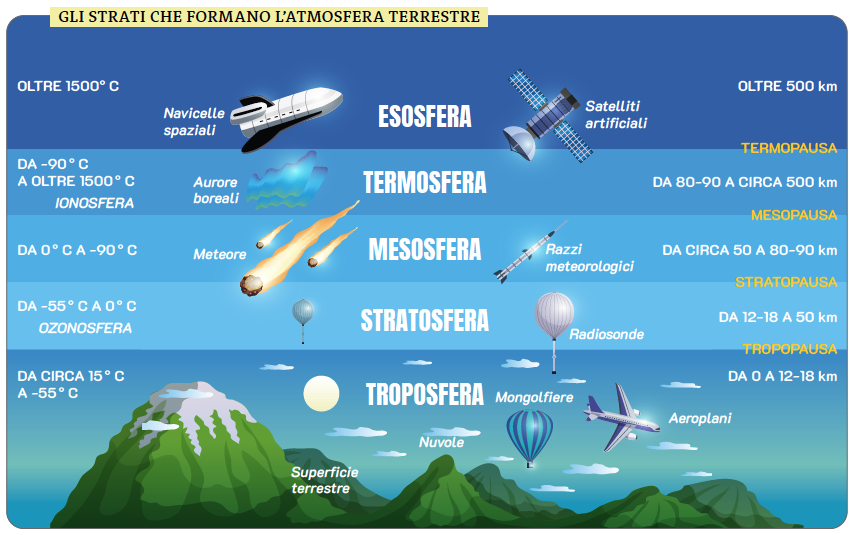 GLI STRATI CHE FORMANO L'ATMOSFERA TERRESTRE
OLTRE 1500° C
Navicelle
spaziali
ESOSFERA
Satelliti
artificiali
OLTRE 500 km
TERMOPAUSA
DA -90° C
A OLTRE 1500° C
IONOSFERA
Aurore
boreali
TERMOSFERA
DA 80-90 A CIRCA 500 km
MESOPAUSA
DA 0° C A -90° C
Meteore
MESOSFERA
Razzi
meteorologici
DA CIRCA 50 A 80-90 km
STRATOPAUSA
DA -55° C A 0° C
OZONOSFERA
STRATOSFERA
Radiosonde
DA 12-18 A 50 km
TROPOPAUSA
DA CIRCA 15° C
A -55° C
TROPOSFERA
DA 0 A 12-18 km
Mongolfiere
Aeroplani
Nuvole
Superficie
terrestre